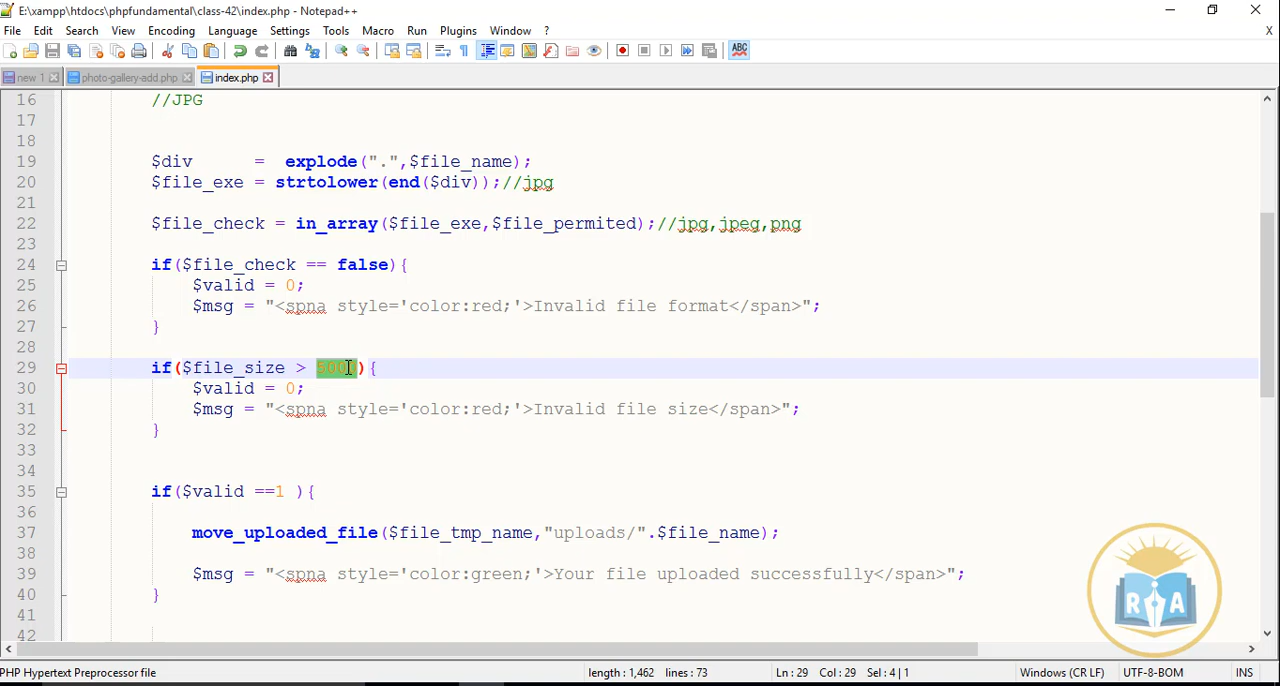 E:\xampp\htdocs\phpfundamental\class-42\index.php - Notepad++
File Edit Search View Encoding Language Settings Tools Macro Run Plugins Window ? X
ABC
new 1 photo-gallery-add.php index.php
16 //JPG
17
18
19 $div = explode(".",$file_name);
20 $file_exe = strtolower(end($div));//jpg
21
22 $file_check = in_array($file_exe,$file_permited);//jpg,jpeg,png
23
24 if($file_check == false){
25 $valid = 0;
26 $msg = "<spna style='color:red;'>Invalid file format</span>";
27 }
28
29 if($file_size > 5000){
30 $valid = 0;
31 $msg = "<spna style='color:red;'>Invalid file size</span>";
32 }
33
34
35 if($valid ==1 ){
36
37 move_uploaded_file($file_tmp_name,"uploads/".$file_name);
38
39 $msg = "<spna style='color:green;'>Your file uploaded successfully</span>";
40 }
41
42
R A
PHP Hypertext Preprocessor file length : 1,462 lines : 73 Ln : 29 Col : 29 Sel : 4 | 1 Windows (CR LF) UTF-8-BOM INS